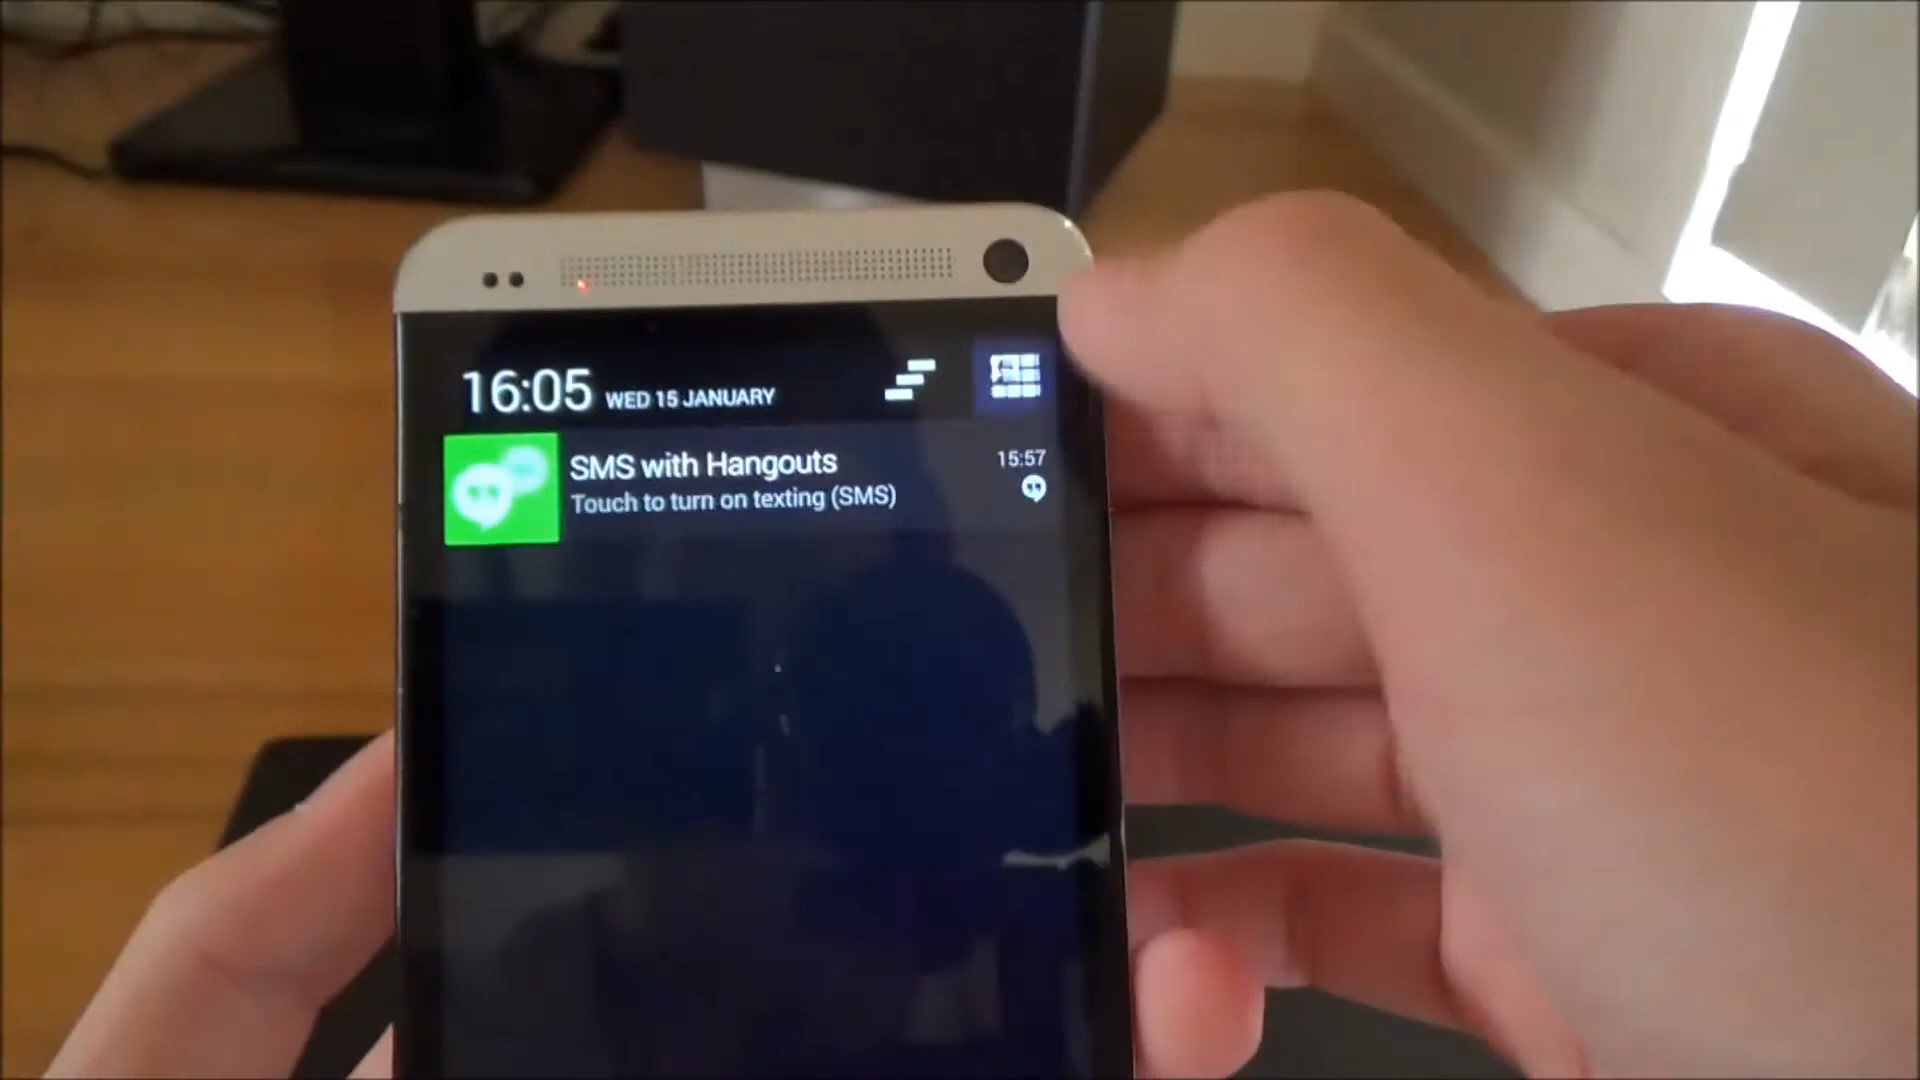 16:05 WED 15 JANUARY
SMS with Hangouts 15:57
Touch to turn on texting (SMS)